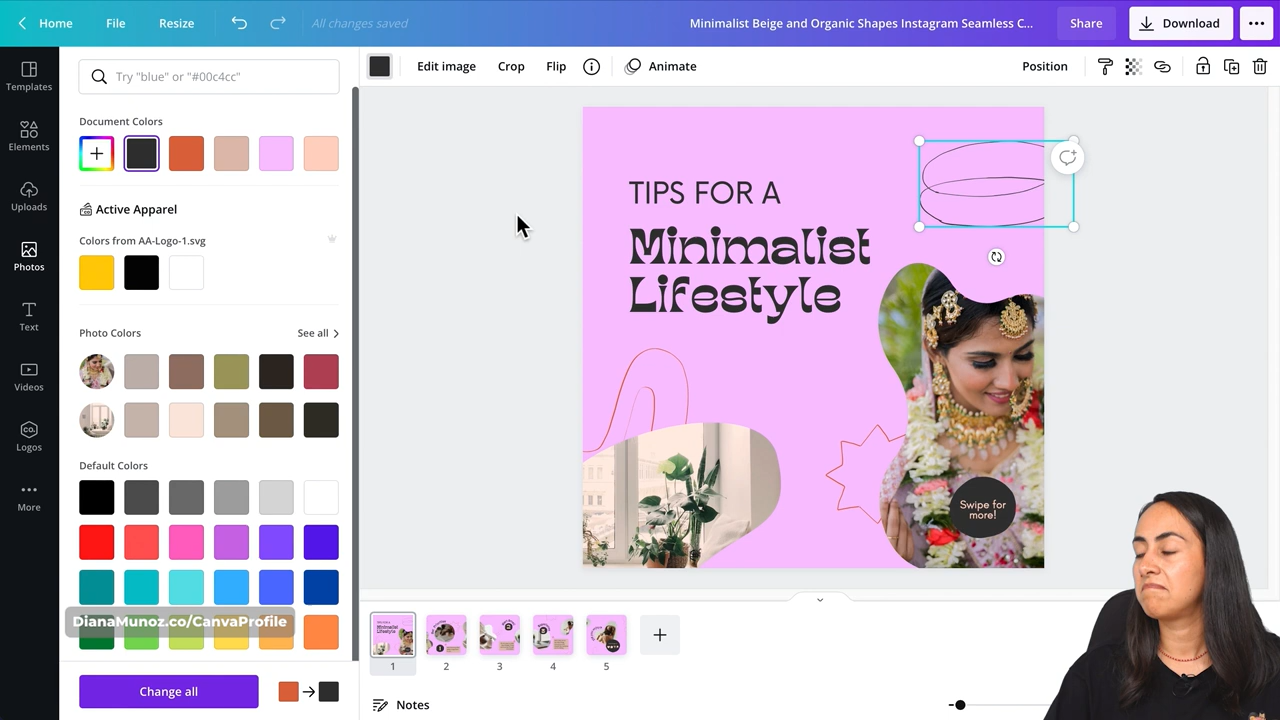 Home
File
Resize
All changes saved
Minimalist Beige and Organic Shapes Instagram Seamless C...
Share
Download
Templates
Elements
Uploads
Photos
Text
Videos
Logos
More
Try "blue" or "#00c4cc"
Document Colors
Active Apparel
Colors from AA-Logo-1.svg
Photo Colors
See all
Default Colors
DianaMunoz.co/CanvaProfile
Change all
Edit image
Crop
Flip
Animate
Position
TIPS FOR A
Minimalist
Lifestyle
Swipe for
more!
1
2
3
4
5
Notes